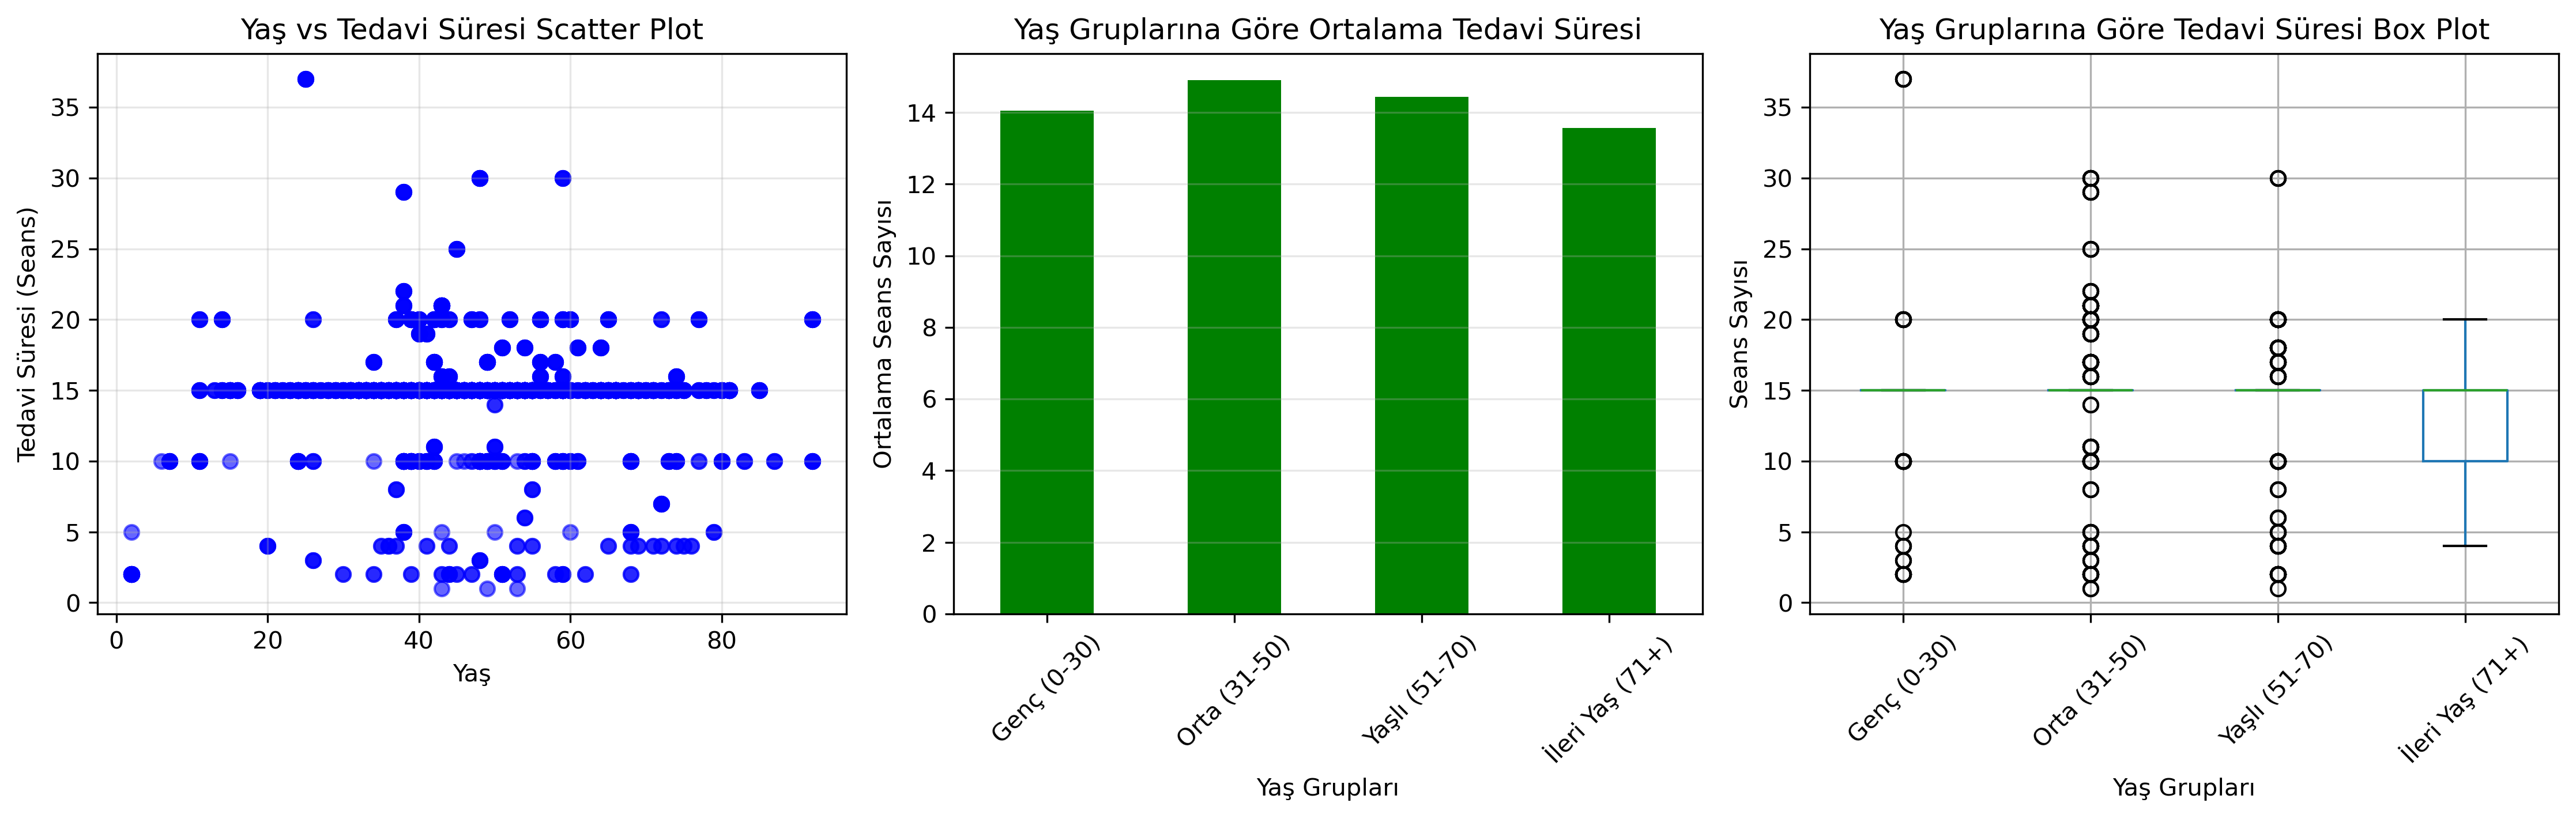 Yaş vs Tedavi Süresi Scatter Plot
Tedavi Süresi (Seans)
35
30
25
20
15
10
5
0
0 20 40 60 80
Yaş
Yaş Gruplarına Göre Ortalama Tedavi Süresi
Ortalama Seans Sayısı
14
12
10
8
6
4
2
0
Genç (0-30)
Orta (31-50)
Yaşlı (51-70)
İleri Yaş (71+)
Yaş Grupları
Yaş Gruplarına Göre Tedavi Süresi Box Plot
Seans Sayısı
35
30
25
20
15
10
5
0
Genç (0-30)
Orta (31-50)
Yaşlı (51-70)
İleri Yaş (71+)
Yaş Grupları